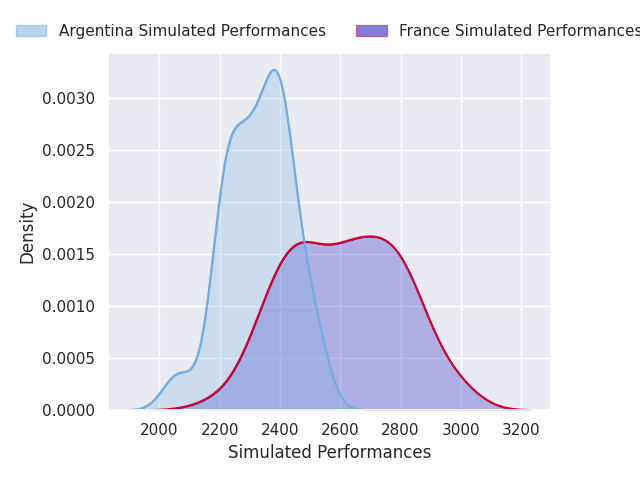 Argentina Simulated Performances France Simulated Performances
0.0030
0.0025
0.0020
0.0015
0.0010
0.0005
0.0000
Density
2000 2200 2400 2600 2800 3000 3200
Simulated Performances